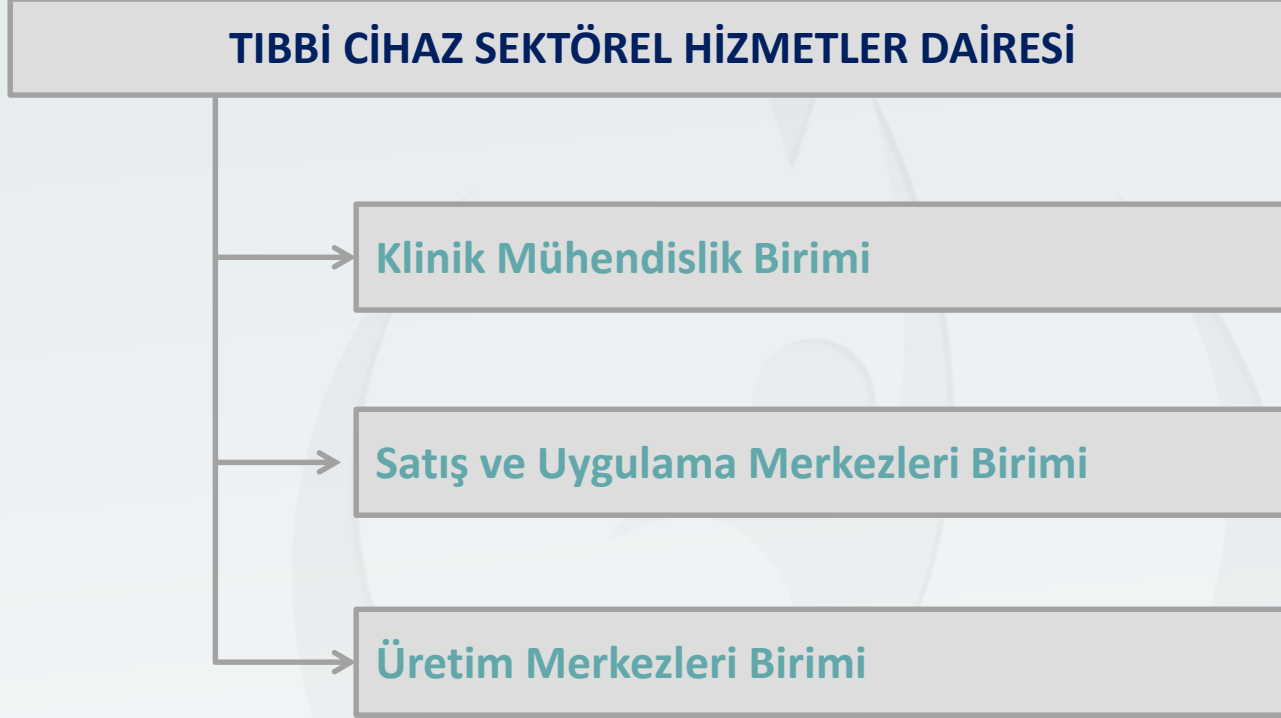 TIBBİ CİHAZ SEKTÖREL HİZMETLER DAİRESİ
Klinik Mühendislik Birimi
Satış ve Uygulama Merkezleri Birimi
Üretim Merkezleri Birimi